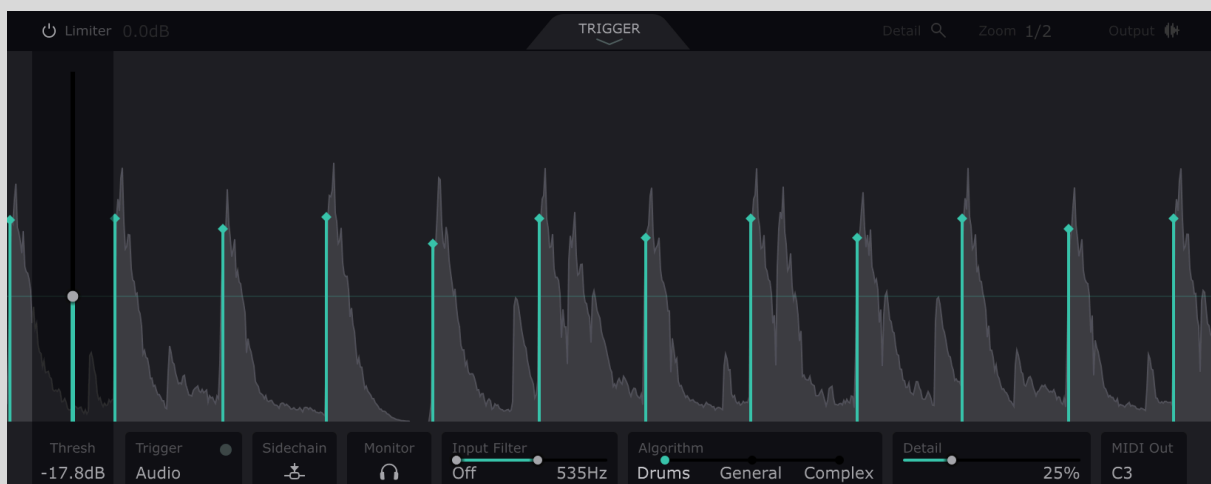 Limiter 0.0dB TRIGGER Detail Zoom 1/2 Output
Thresh Trigger Sidechain Monitor Input Filter Algorithm Detail MIDI Out
-17.8dB Audio Off 535Hz Drums General Complex 25% C3